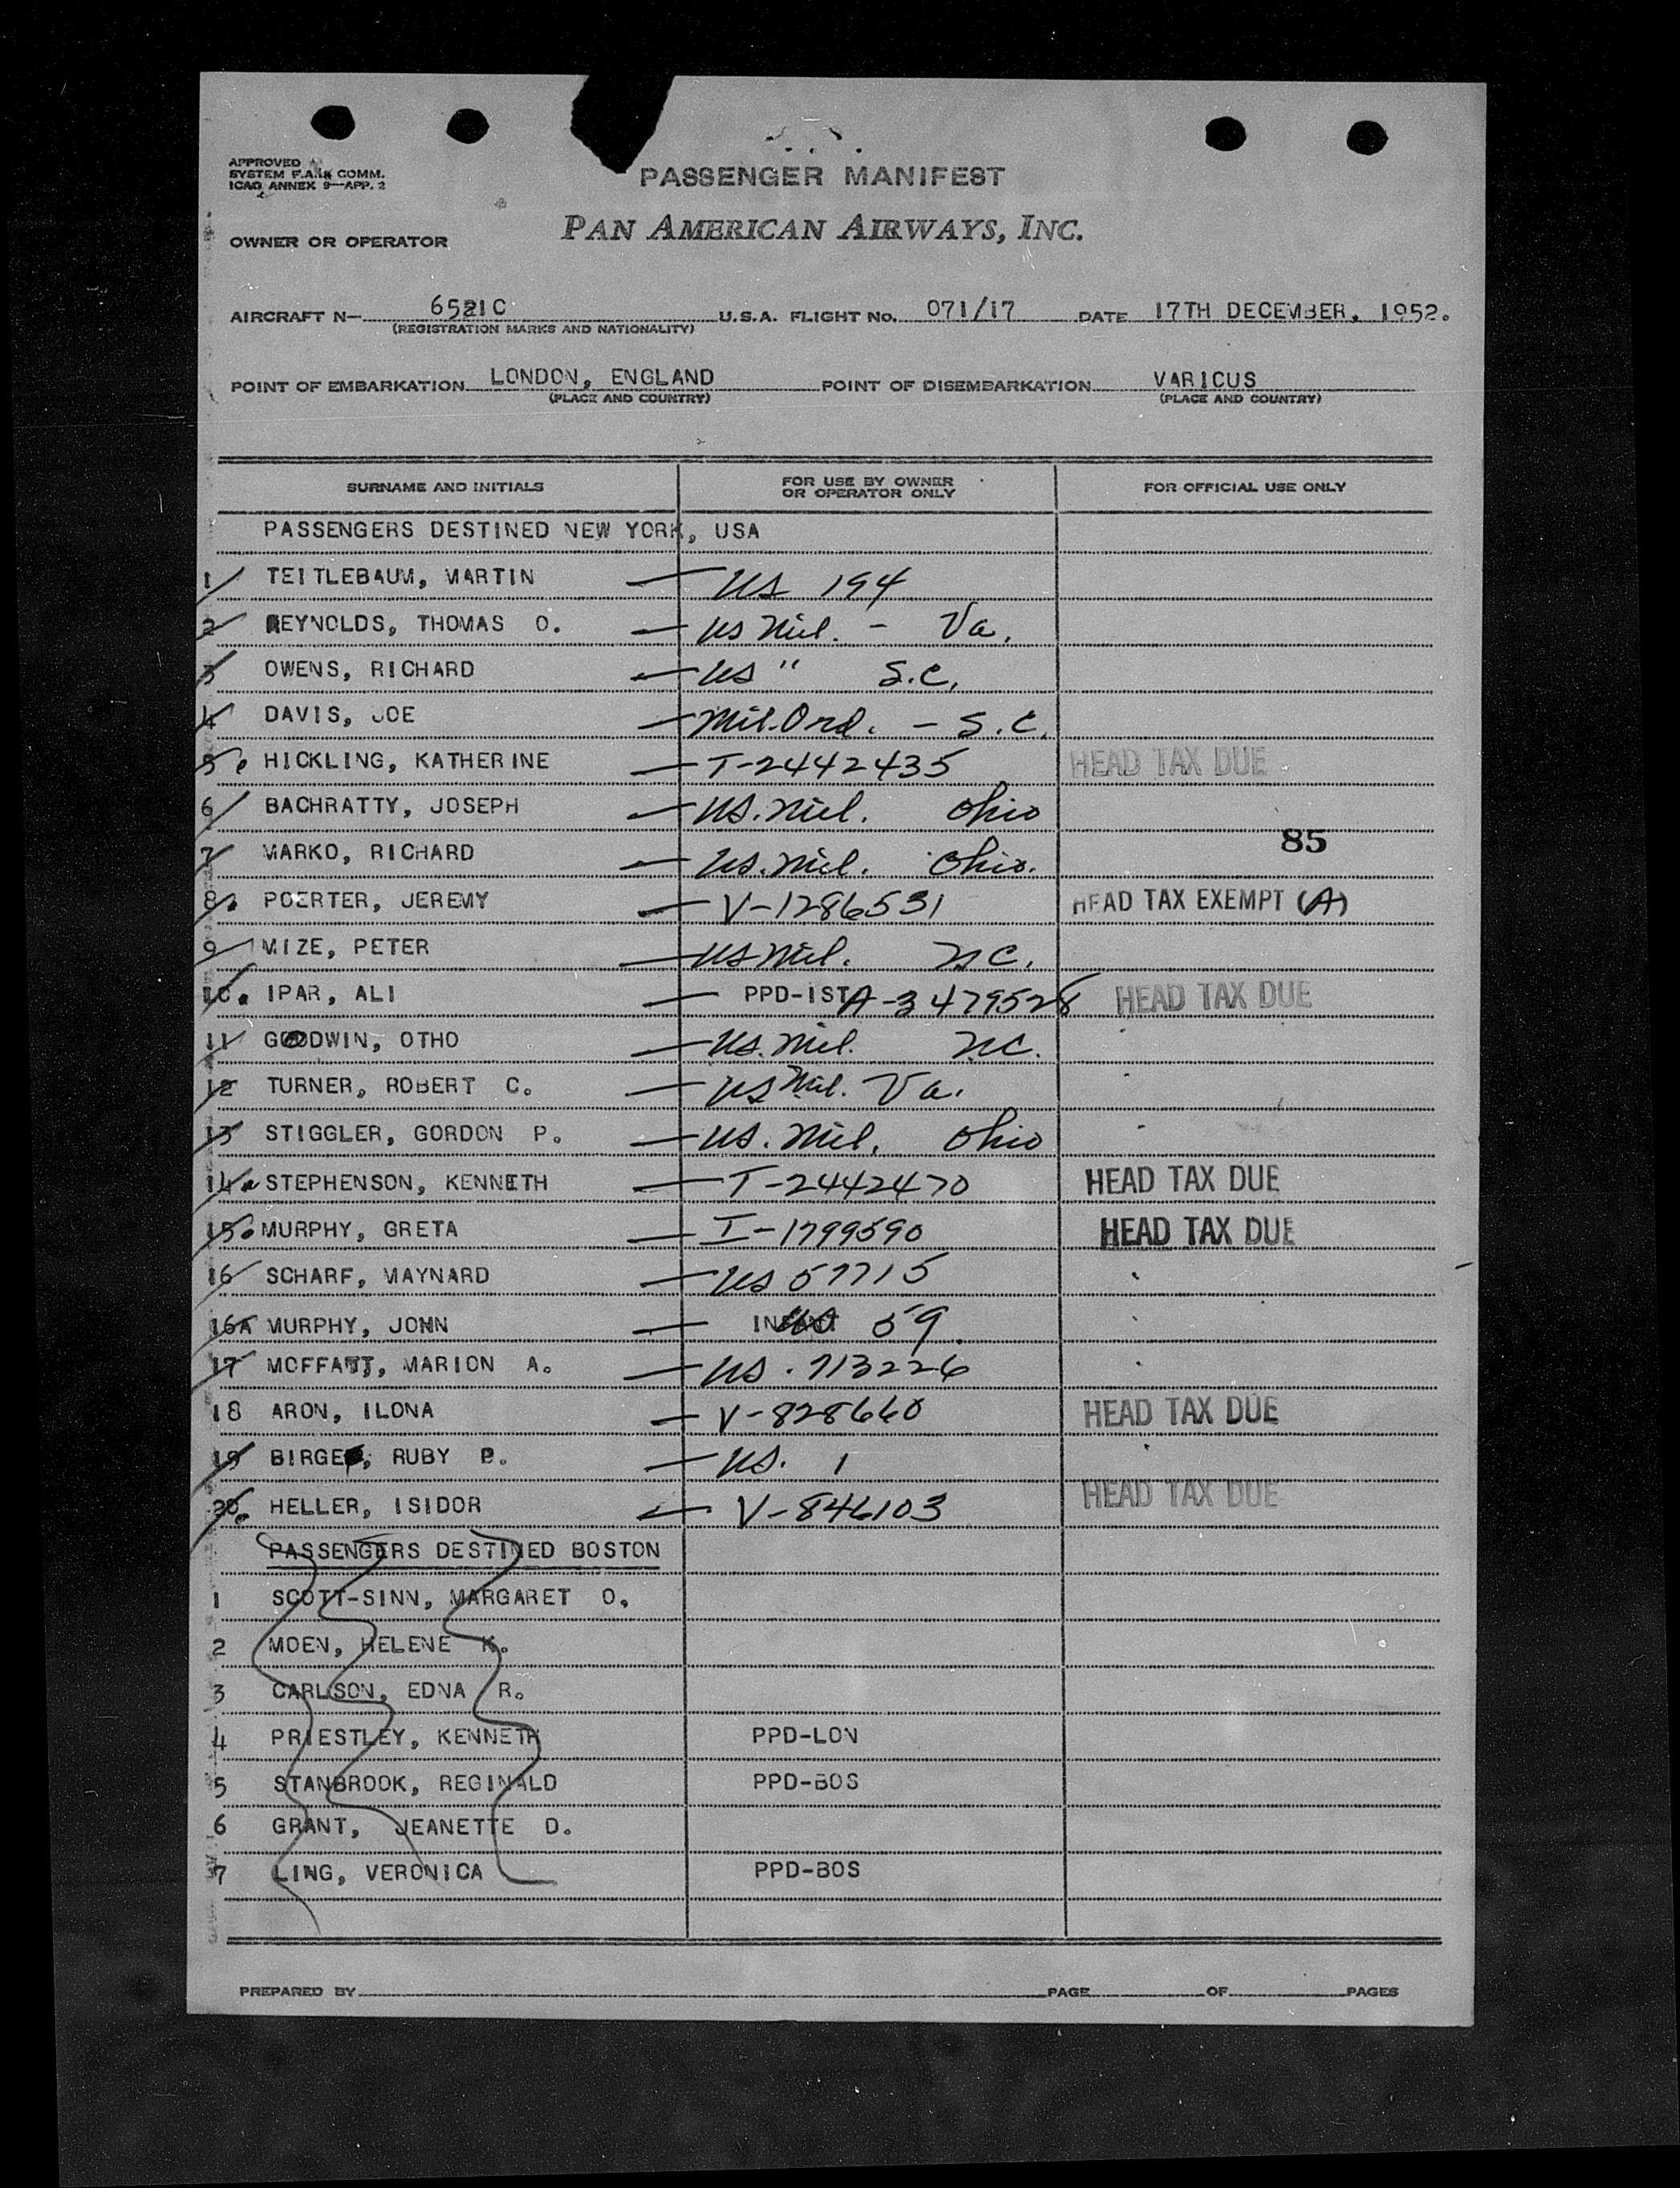 APPROVED
SYSTEM F.A.I& COMM.
ICAO ANNEX 9—APP. 2
PASSENGER MANIFEST
OWNER OR OPERATOR PAN AMERICAN AIRWAYS, INC.
AIRCRAFT N— 6521C U.S.A. FLIGHT NO. 071/17 DATE 17TH DECEMBER, 1952.
(REGISTRATION MARKS AND NATIONALITY)
POINT OF EMBARKATION LONDON, ENGLAND POINT OF DISEMBARKATION VARICUS
(PLACE AND COUNTRY) (PLACE AND COUNTRY)
SURNAME AND INITIALS FOR USE BY OWNER OR OPERATOR ONLY FOR OFFICIAL USE ONLY
PASSENGERS DESTINED NEW YORK, USA
1 TEITLEBAUM, MARTIN — US 194
2 REYNOLDS, THOMAS O. — US Mil. - Va.
3 OWENS, RICHARD — US " S.C.
4 DAVIS, JOE — Mil. Ord. - S.C.
5 HICKLING, KATHERINE — T-2442435 HEAD TAX DUE
6 BACHRATTY, JOSEPH — US. Mil. Ohio
85
7 MARKO, RICHARD — US. Mil. Ohio.
8 POERTER, JEREMY — V-1286531 HEAD TAX EXEMPT (A)
9 MIZE, PETER — US Mil. NC.
10. IPAR, ALI — PPD-IST A-3479528 HEAD TAX DUE
11 GOODWIN, OTHO — US. Mil. NC.
12 TURNER, ROBERT C. — US Mil. Va.
13 STIGGLER, GORDON P. — US. Mil. Ohio
14 STEPHENSON, KENNETH — T-2442470 HEAD TAX DUE
15. MURPHY, GRETA — I-1799590 HEAD TAX DUE
16 SCHARF, MAYNARD — US 57715
16A MURPHY, JOHN — INFANT 59
17 MOFFATT, MARION A. — US. 713226
18 ARON, ILONA — V-828660 HEAD TAX DUE
19 BIRGE, RUBY P. — US. 1
20. HELLER, ISIDOR — V-846103 HEAD TAX DUE
PASSENGERS DESTINED BOSTON
1 SCOTT-SINN, MARGARET O.
2 MOEN, HELENE K.
3 CARLSON, EDNA R.
4 PRIESTLEY, KENNETH PPD-LON
5 STANBROOK, REGINALD PPD-BOS
6 GRANT, JEANETTE D.
7 LING, VERONICA PPD-BOS
PREPARED BY PAGE OF PAGES